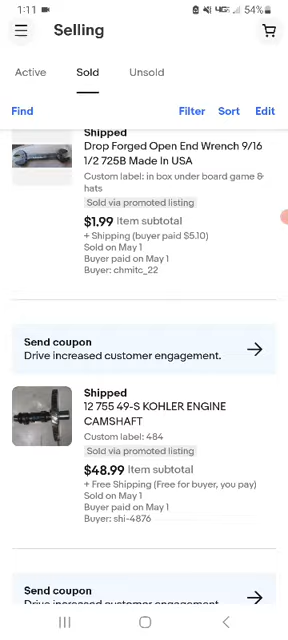 1:11
4G
54%
Selling
Active
Sold
Unsold
Find
Filter
Sort
Edit
Shipped
Drop Forged Open End Wrench 9/16
1/2 725B Made In USA
Custom label: in box under board game &
hats
Sold via promoted listing
$1.99 Item subtotal
+ Shipping (buyer paid $5.10)
Sold on May 1
Buyer paid on May 1
Buyer: chmitc_22
Send coupon
Drive increased customer engagement.
Shipped
12 755 49-S KOHLER ENGINE
CAMSHAFT
Custom label: 484
Sold via promoted listing
$48.99 Item subtotal
+ Free Shipping (Free for buyer, you pay)
Sold on May 1
Buyer paid on May 1
Buyer: shi-4876
Send coupon
Drive increased customer engagement.